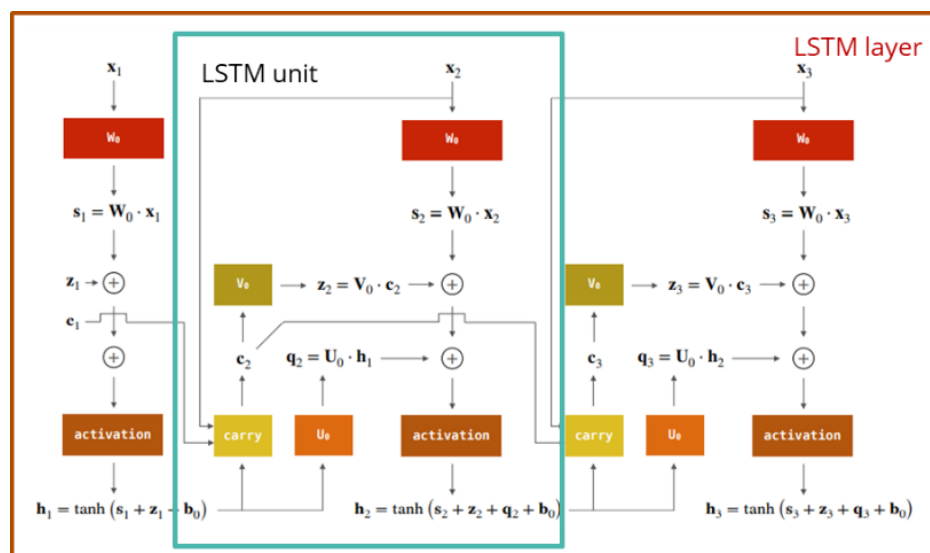 LSTM layer
LSTM unit
x₁ x₂ x₃
W₀ W₀ W₀
s₁ = W₀ · x₁ s₂ = W₀ · x₂ s₃ = W₀ · x₃
z₁ + V₀ z₂ = V₀ · c₂ + V₀ z₃ = V₀ · c₃ +
c₁
+ c₂ q₂ = U₀ · h₁ + c₃ q₃ = U₀ · h₂ +
activation carry U₀ activation carry U₀ activation
h₁ = tanh (s₁ + z₁ + b₀) h₂ = tanh (s₂ + z₂ + q₂ + b₀) h₃ = tanh (s₃ + z₃ + q₃ + b₀)